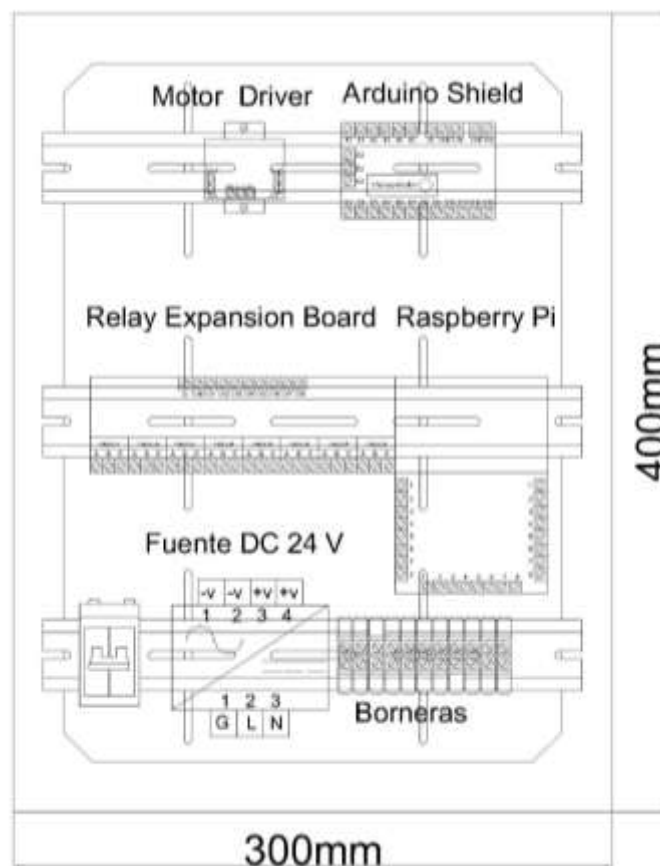 Motor Driver Arduino Shield
Relay Expansion Board Raspberry Pi
400mm
Fuente DC 24 V
-v -v +v +v
1 2 3 4
1 2 3
G L N
Borneras
300mm